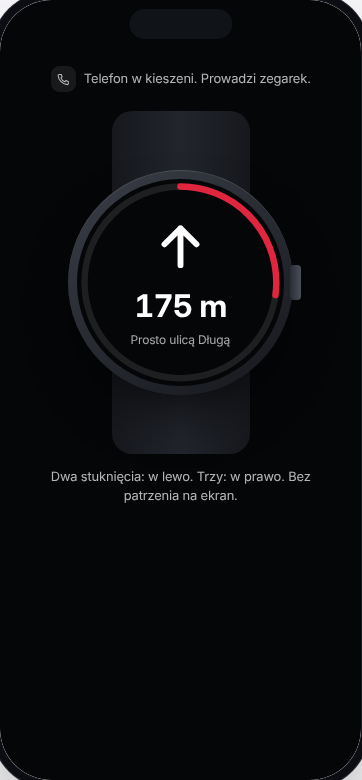 Telefon w kieszeni. Prowadzi zegarek.
175 m
Prosto ulicą Długą
Dwa stuknięcia: w lewo. Trzy: w prawo. Bez
patrzenia na ekran.